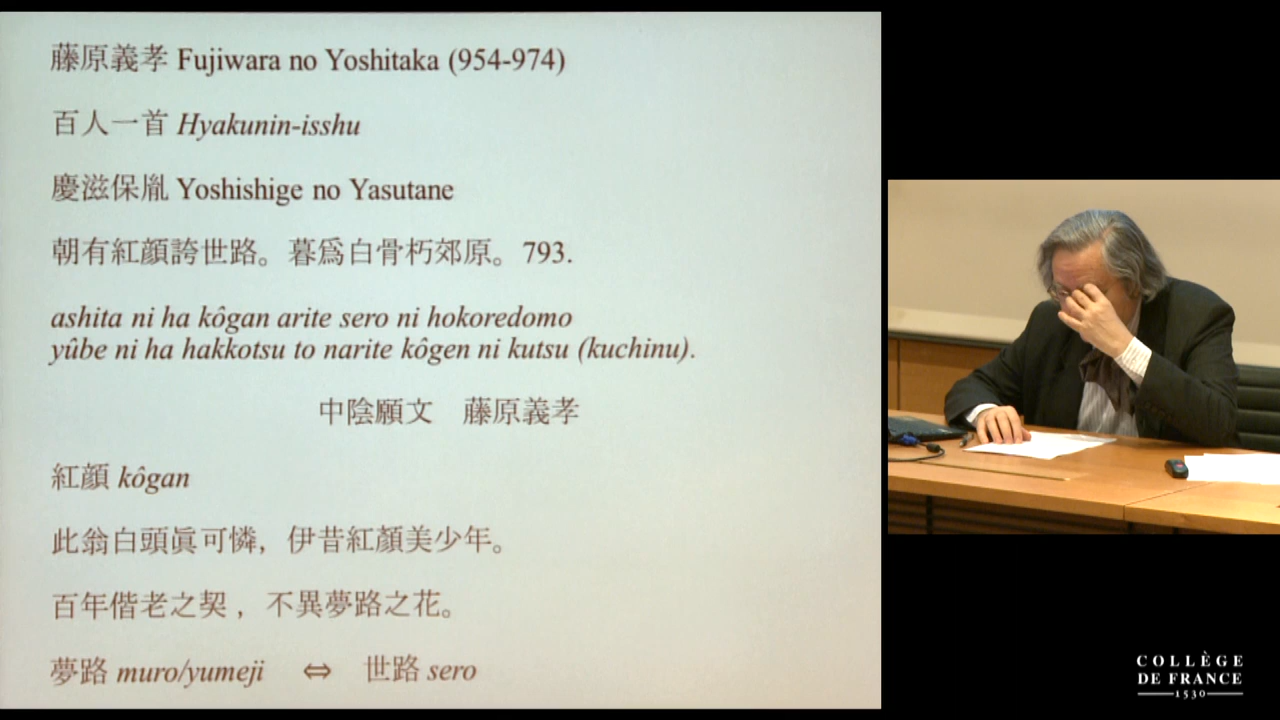 藤原義孝 Fujiwara no Yoshitaka (954-974)
百人一首 Hyakunin-isshu
慶滋保胤 Yoshishige no Yasutane
朝有紅顔誇世路。暮爲白骨朽郊原。793.
ashita ni ha kôgan arite sero ni hokoredomo
yûbe ni ha hakkotsu to narite kôgen ni kutsu (kuchinu).
中陰願文　藤原義孝
紅顔 kôgan
此翁白頭眞可憐，伊昔紅顏美少年。
百年偕老之契，不異夢路之花。
夢路 muro/yumeji ⇔ 世路 sero
COLLÈGE
DE FRANCE
1530